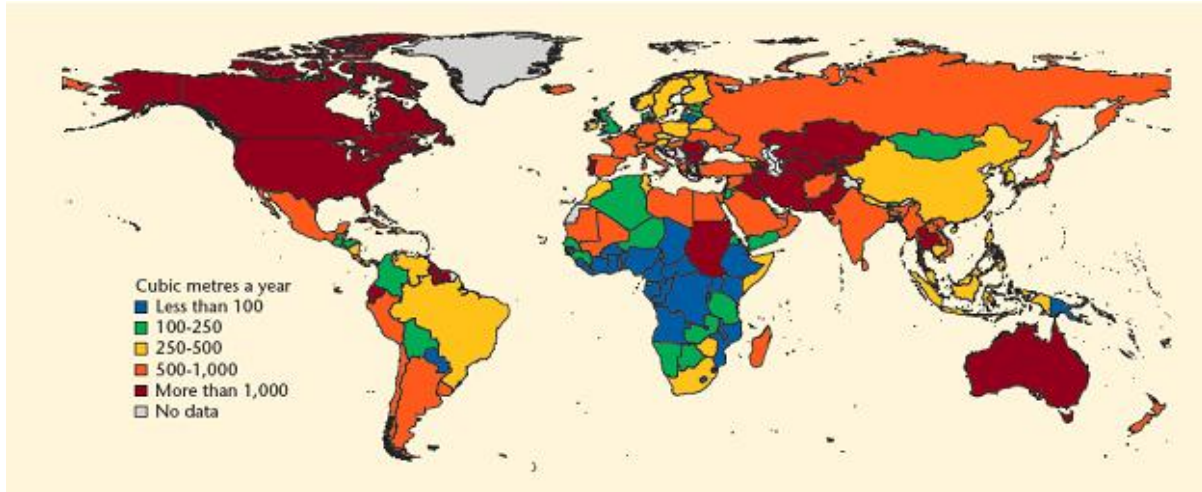 Cubic metres a year
Less than 100
100-250
250-500
500-1,000
More than 1,000
No data